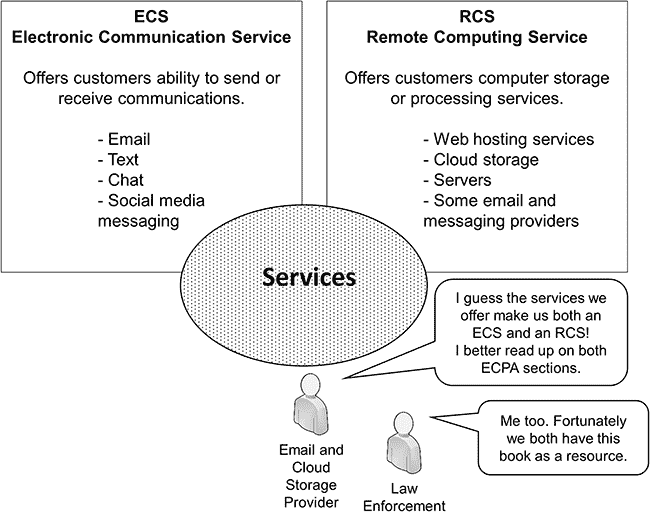 ECS
Electronic Communication Service
Offers customers ability to send or
receive communications.
- Email
- Text
- Chat
- Social media
messaging
RCS
Remote Computing Service
Offers customers computer storage
or processing services.
- Web hosting services
- Cloud storage
- Servers
- Some email and
messaging providers
Services
I guess the services we
offer make us both an
ECS and an RCS!
I better read up on both
ECPA sections.
Email and
Cloud
Storage
Provider
Me too. Fortunately
we both have this
book as a resource.
Law
Enforcement